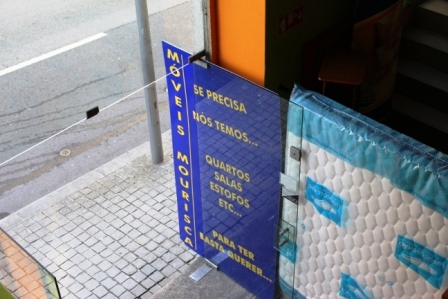 MÓVEIS MOURISCA
SE PRECISA
NÓS TEMOS...
QUARTOS
SALAS
ESTOFOS
ETC...
PARA TER
BASTA QUERER...